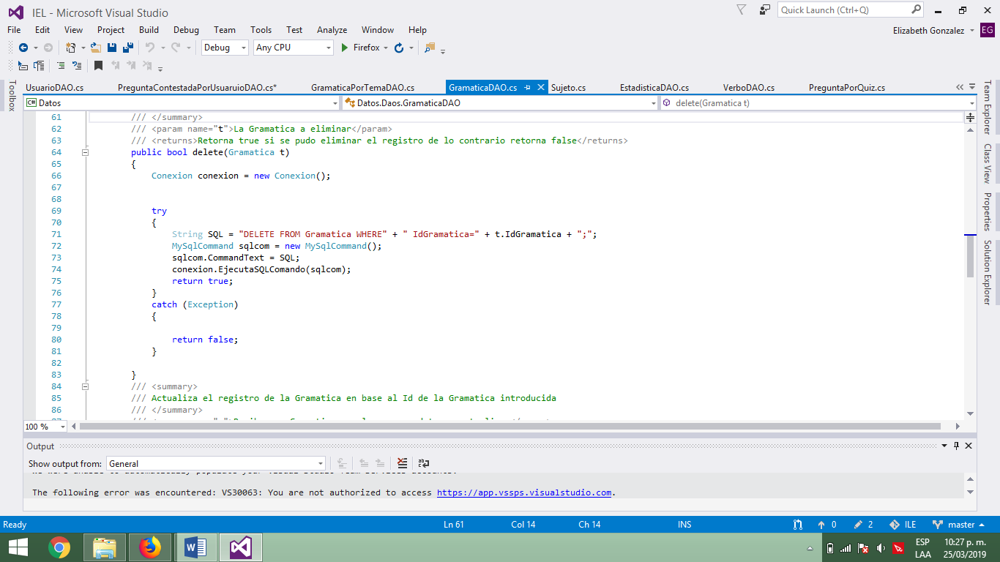 IEL - Microsoft Visual Studio
Quick Launch (Ctrl+Q)
File Edit View Project Build Debug Team Tools Test Analyze Window Help
Elizabeth Gonzalez EG
Debug Any CPU Firefox
Toolbox
UsuarioDAO.cs PreguntaContestadaPorUsuaruioDAO.cs* GramaticaPorTemaDAO.cs GramaticaDAO.cs Sujeto.cs EstadisticaDAO.cs VerboDAO.cs PreguntaPorQuiz.cs
C# Datos Datos.Daos.GramaticaDAO delete(Gramatica t)
61 /// </summary>
62 /// <param name="t">La Gramatica a eliminar</param>
63 /// <returns>Retorna true si se pudo eliminar el registro de lo contrario retorna false</returns>
64 public bool delete(Gramatica t)
65 {
66 Conexion conexion = new Conexion();
67
68
69 try
70 {
71 String SQL = "DELETE FROM Gramatica WHERE" + " IdGramatica=" + t.IdGramatica + ";";
72 MySqlCommand sqlcom = new MySqlCommand();
73 sqlcom.CommandText = SQL;
74 conexion.EjecutaSQLComando(sqlcom);
75 return true;
76 }
77 catch (Exception)
78 {
79
80 return false;
81 }
82
83 }
84 /// <summary>
85 /// Actualiza el registro de la Gramatica en base al Id de la Gramatica introducida
86 /// </summary>
100 %
Team Explorer
Class View
Properties
Solution Explorer
Output
Show output from: General
The following error was encountered: VS30063: You are not authorized to access https://app.vssps.visualstudio.com.
Ready Ln 61 Col 14 Ch 14 INS 0 2 ILE master
ESP 10:27 p. m.
LAA 25/03/2019